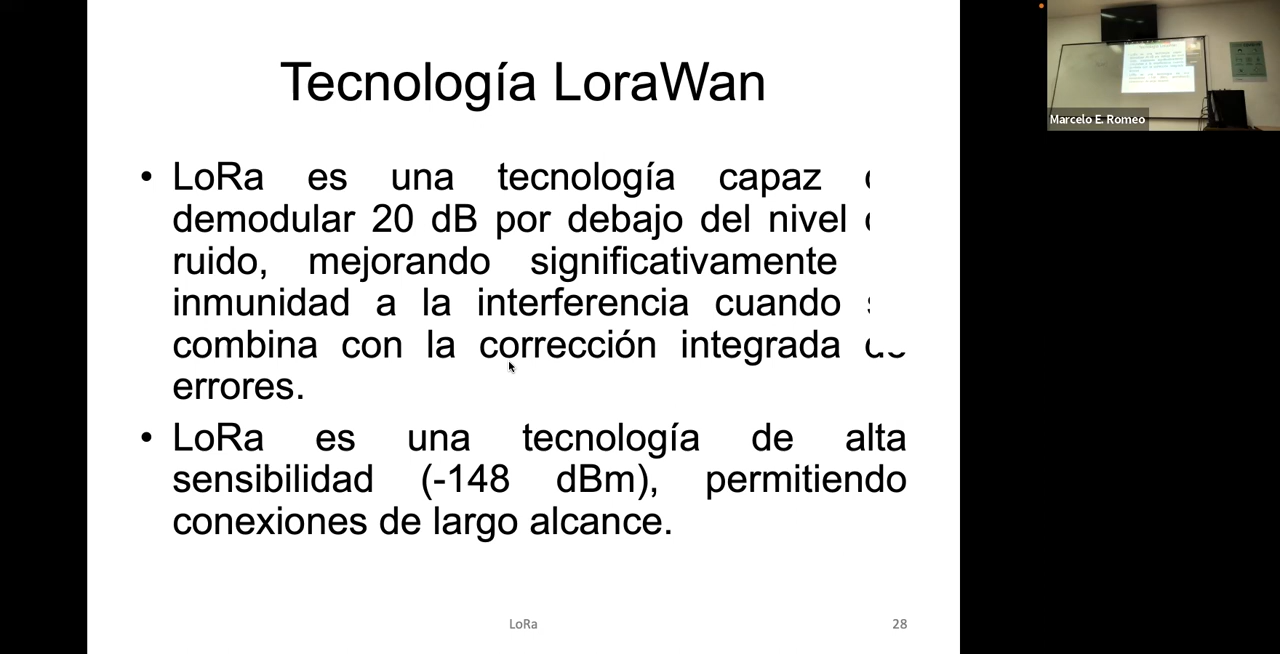 Tecnología LoraWan
• LoRa es una tecnología capaz
demodular 20 dB por debajo del nivel
ruido, mejorando significativamente
inmunidad a la interferencia cuando
combina con la corrección integrada de
errores.
• LoRa es una tecnología de alta
sensibilidad (-148 dBm), permitiendo
conexiones de largo alcance.
LoRa
28
Marcelo E. Romeo